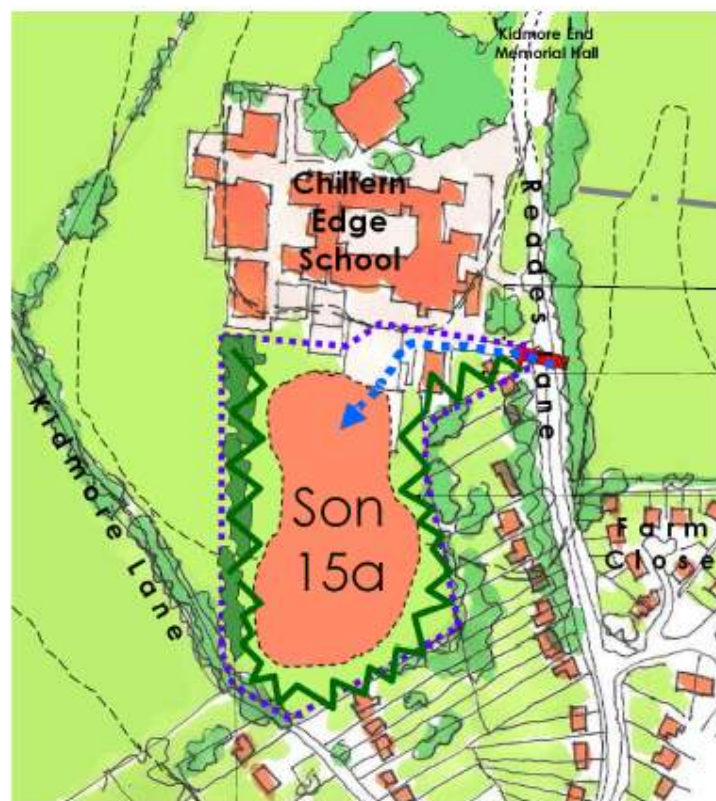 Kidmore End
Memorial Hall
Chiltern
Edge
School
Reades Lane
Kidmore Lane
Son
15a
Farm
Close